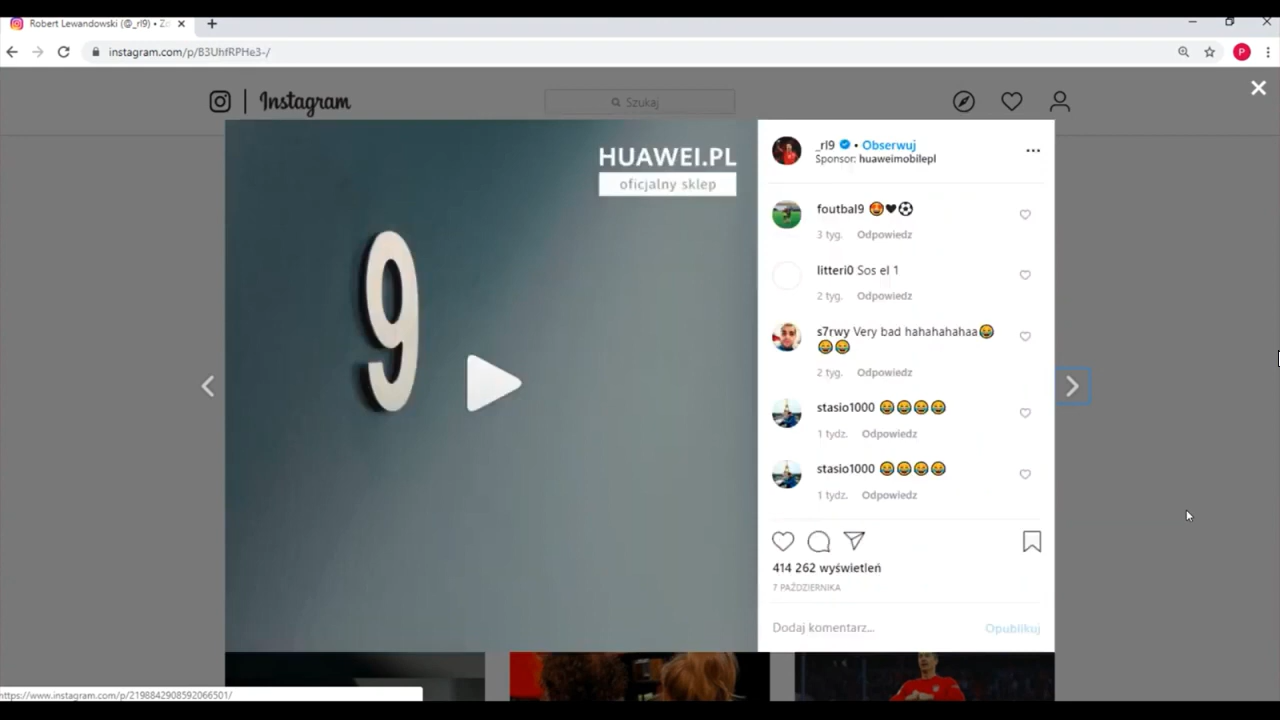 Robert Lewandowski (@_rl9) • Zd
instagram.com/p/B3UhfRPHe3-/
P
Instagram
Szukaj
HUAWEI.PL
oficjalny sklep
9
_rl9 • Obserwuj
Sponsor: huaweimobilepl
foutbal9 🤩🖤⚽
3 tyg. Odpowiedz
litteri0 Sos el 1
2 tyg. Odpowiedz
s7rwy Very bad hahahahahaa😂
😂😂
2 tyg. Odpowiedz
stasio1000 😂😂😂😂
1 tydz. Odpowiedz
stasio1000 😂😂😂😂
1 tydz. Odpowiedz
414 262 wyświetleń
7 PAŹDZIERNIKA
Dodaj komentarz... Opublikuj
https://www.instagram.com/p/2198842908592066501/